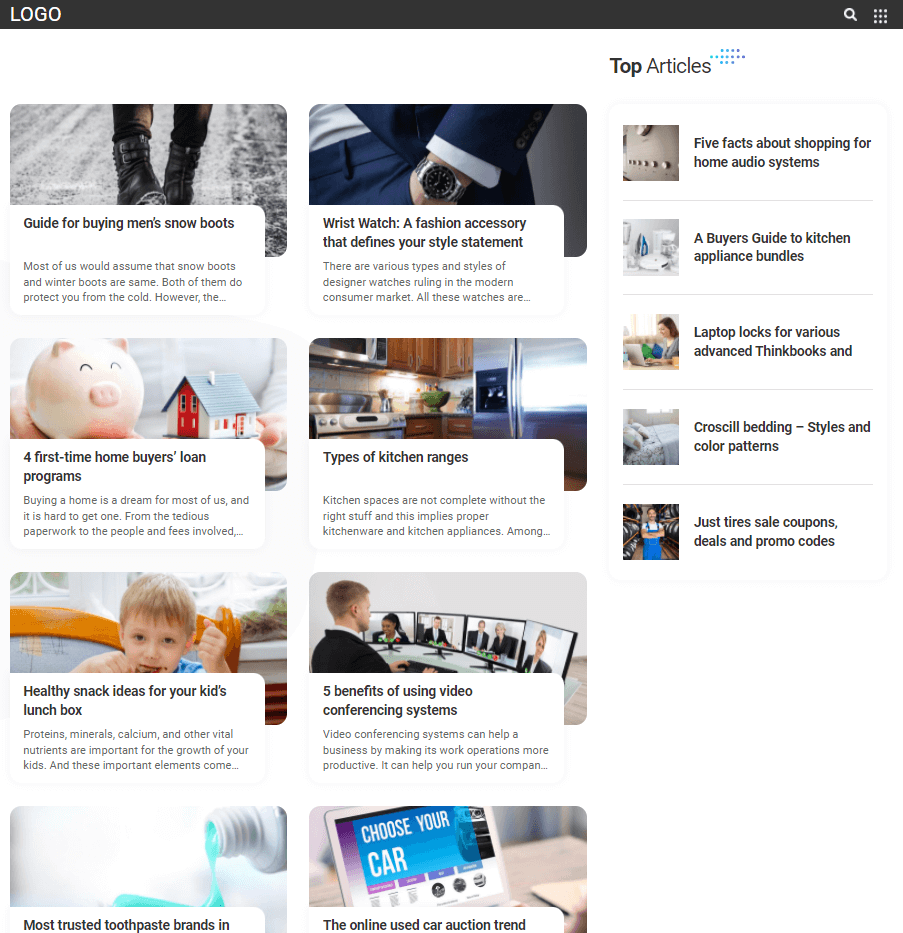 LOGO
Top Articles
Guide for buying men's snow boots
Most of us would assume that snow boots
and winter boots are same. Both of them do
protect you from the cold. However, the…
Wrist Watch: A fashion accessory
that defines your style statement
There are various types and styles of
designer watches ruling in the modern
consumer market. All these watches are…
4 first-time home buyers' loan
programs
Buying a home is a dream for most of us, and
it is hard to get one. From the tedious
paperwork to the people and fees involved,…
Types of kitchen ranges
Kitchen spaces are not complete without the
right stuff and this implies proper
kitchenware and kitchen appliances. Among…
Healthy snack ideas for your kid's
lunch box
Proteins, minerals, calcium, and other vital
nutrients are important for the growth of your
kids. And these important elements come…
5 benefits of using video
conferencing systems
Video conferencing systems can help a
business by making its work operations more
productive. It can help you run your compan…
Most trusted toothpaste brands in
CHOOSE YOUR
CAR
The online used car auction trend
Five facts about shopping for
home audio systems
A Buyers Guide to kitchen
appliance bundles
Laptop locks for various
advanced Thinkbooks and
Croscill bedding – Styles and
color patterns
Just tires sale coupons,
deals and promo codes